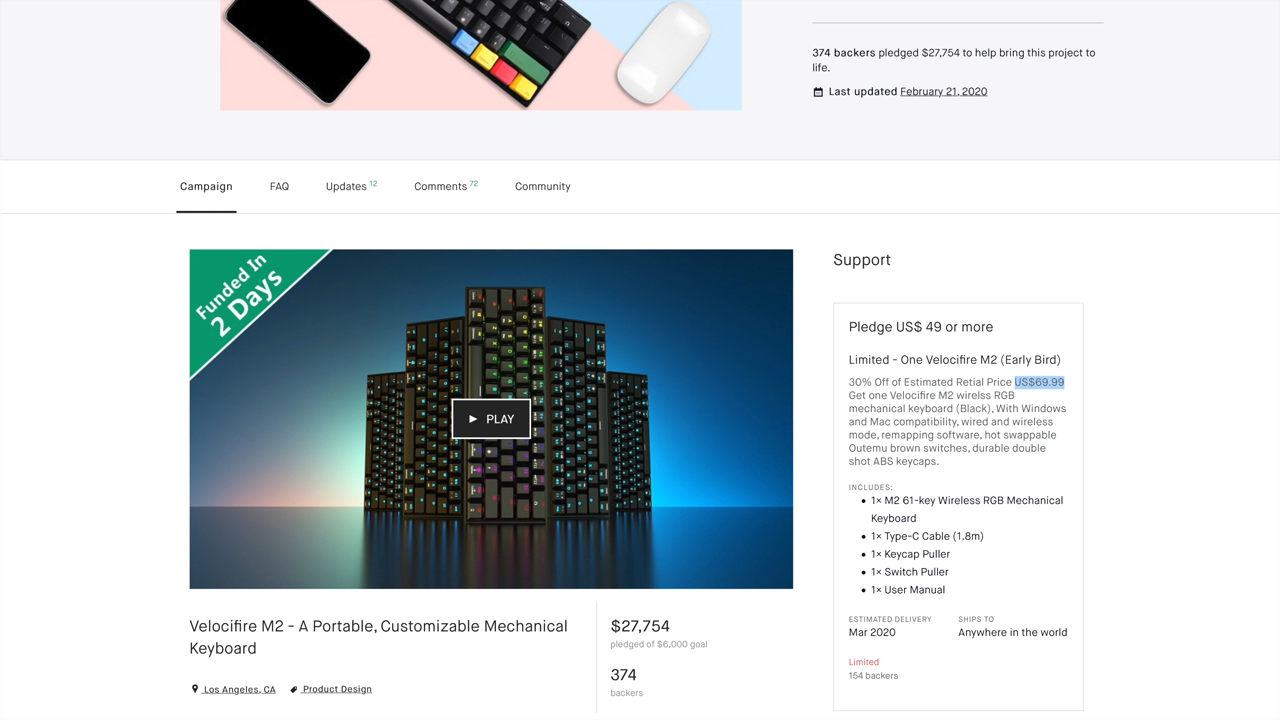 374 backers pledged $27,754 to help bring this project to
life.
Last updated February 21, 2020
Campaign
FAQ
Updates 12
Comments 72
Community
Funded In
2 Days
PLAY
Velocifire M2 - A Portable, Customizable Mechanical
Keyboard
Los Angeles, CA
Product Design
$27,754
pledged of $6,000 goal
374
backers
Support
Pledge US$ 49 or more
Limited - One Velocifire M2 (Early Bird)
30% Off of Estimated Retial Price US$69.99
Get one Velocifire M2 wirelss RGB
mechanical keyboard (Black), With Windows
and Mac compatibility, wired and wireless
mode, remapping software, hot swappable
Outemu brown switches, durable double
shot ABS keycaps.
INCLUDES:
• 1× M2 61-key Wireless RGB Mechanical
Keyboard
• 1× Type-C Cable (1.8m)
• 1× Keycap Puller
• 1× Switch Puller
• 1× User Manual
ESTIMATED DELIVERY
Mar 2020
SHIPS TO
Anywhere in the world
Limited
154 backers